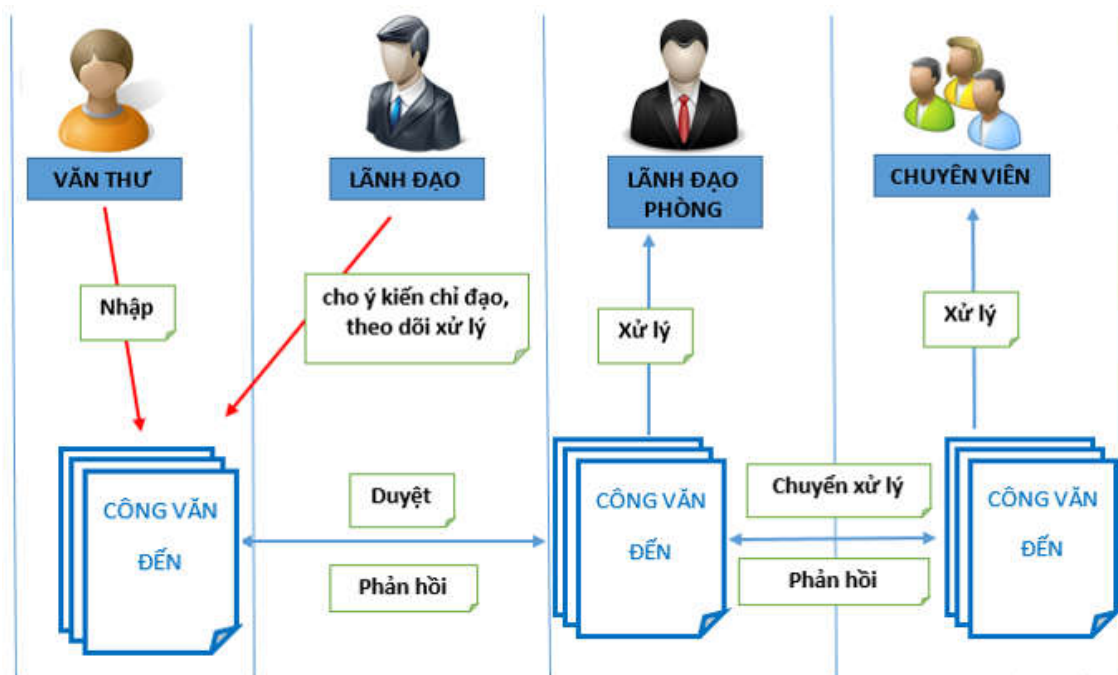 VĂN THƯ
LÃNH ĐẠO
LÃNH ĐẠO
PHÒNG
CHUYÊN VIÊN
Nhập
cho ý kiến chỉ đạo,
theo dõi xử lý
Xử lý
Xử lý
CÔNG VĂN
ĐẾN
Duyệt
Phản hồi
CÔNG VĂN
ĐẾN
Chuyển xử lý
Phản hồi
CÔNG VĂN
ĐẾN